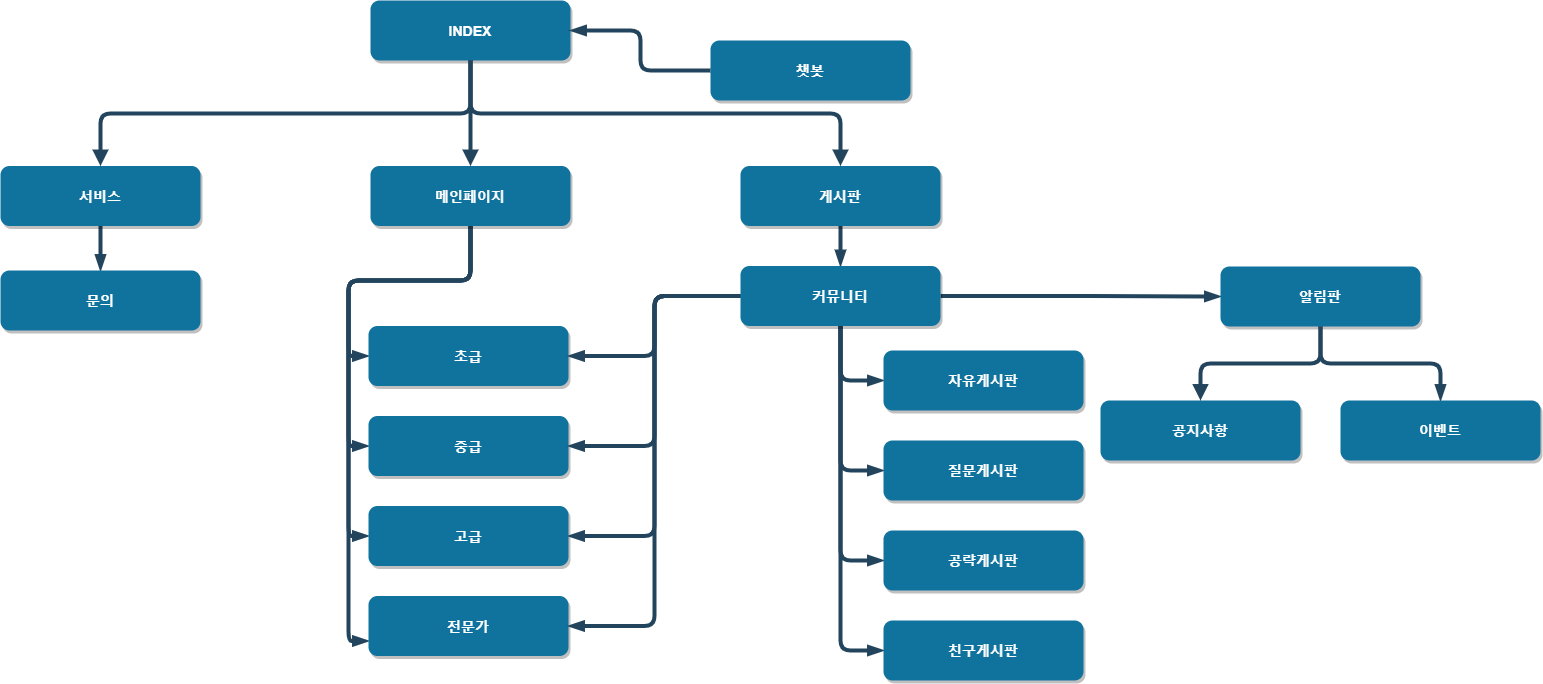 INDEX
챗봇
서비스
메인페이지
게시판
문의
커뮤니티
알림판
초급
자유게시판
공지사항
이벤트
중급
질문게시판
고급
공략게시판
전문가
친구게시판